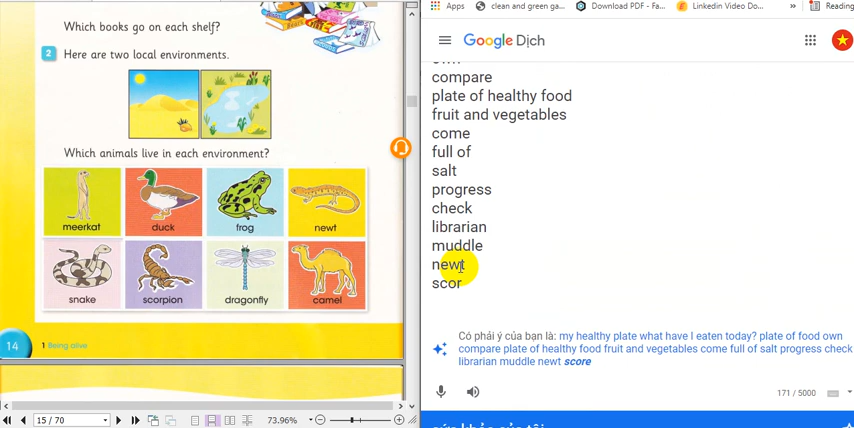 Which books go on each shelf?
2 Here are two local environments.
Which animals live in each environment?
meerkat
duck
frog
newt
snake
scorpion
dragonfly
camel
14
1 Being alive
15 / 70
73.96%
Apps
clean and green ga...
Download PDF - Fa...
Linkedin Video Do...
»
Reading
Google Dịch
compare
plate of healthy food
fruit and vegetables
come
full of
salt
progress
check
librarian
muddle
newt
scor
Có phải ý của bạn là: my healthy plate what have I eaten today? plate of food own
compare plate of healthy food fruit and vegetables come full of salt progress check
librarian muddle newt score
171 / 5000